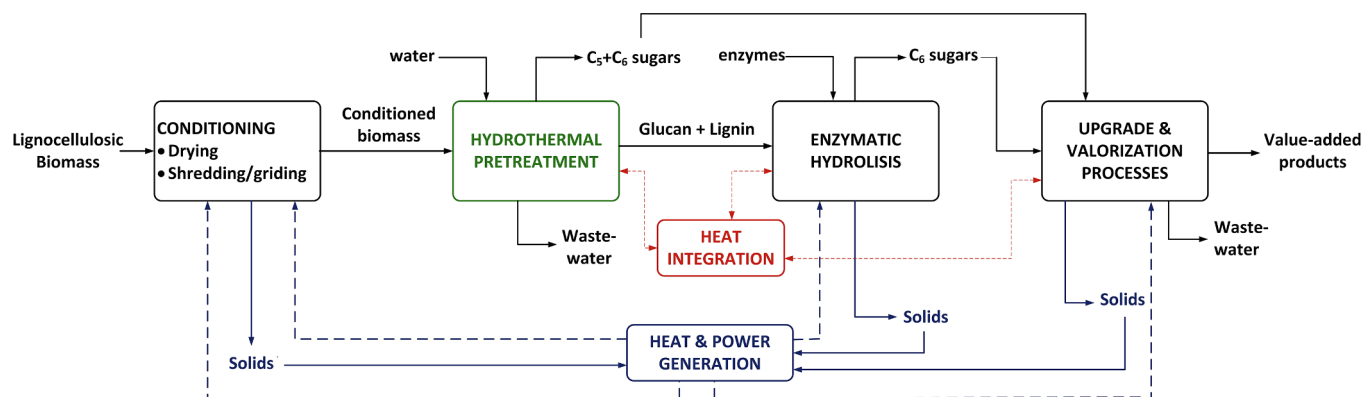 water
C₅+C₆ sugars
enzymes
C₆ sugars
Lignocellulosic
Biomass
CONDITIONING
• Drying
• Shredding/griding
Conditioned
biomass
HYDROTHERMAL
PRETREATMENT
Glucan + Lignin
ENZYMATIC
HYDROLISIS
UPGRADE &
VALORIZATION
PROCESSES
Value-added
products
Waste-
water
HEAT
INTEGRATION
Waste-
water
Solids
HEAT & POWER
GENERATION
Solids
Solids